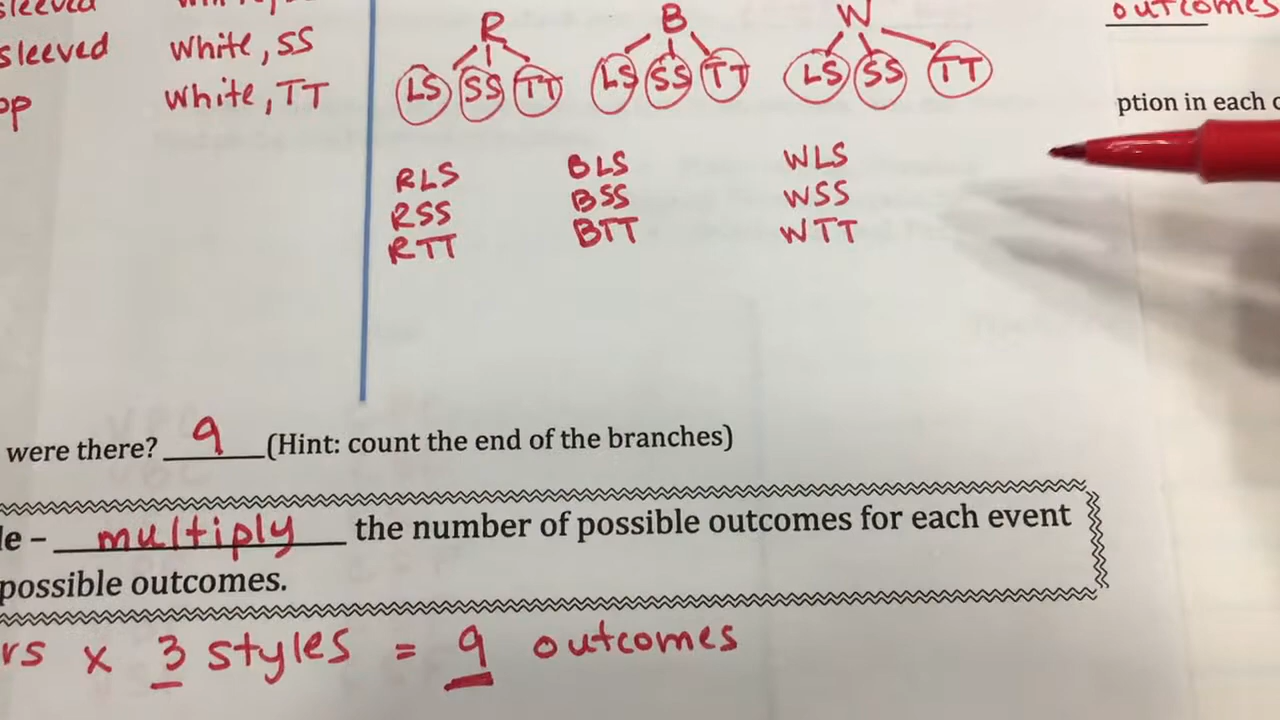 sleeved
sleeved white, SS
op white, TT
R B W
LS SS TT LS SS TT LS SS TT
RLS BLS WLS
RSS BSS WSS
RTT BTT WTT
outcomes
ption in each
were there? 9 (Hint: count the end of the branches)
le – multiply the number of possible outcomes for each event
possible outcomes.
rs x 3 styles = 9 outcomes